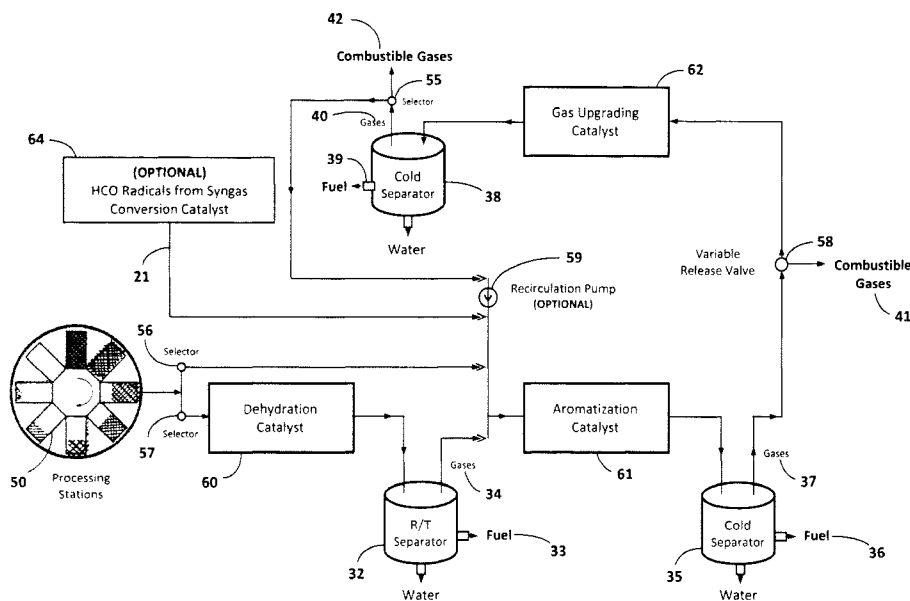 42
Combustible Gases
55
Selector
40
Gases
62
Gas Upgrading
Catalyst
64
(OPTIONAL)
HCO Radicals from Syngas
Conversion Catalyst
39
Fuel
Cold
Separator
38
Water
21
59
Recirculation Pump
(OPTIONAL)
Variable
Release Valve
58
Combustible
Gases
41
56
Selector
57
Selector
50
Processing
Stations
Dehydration
Catalyst
60
Aromatization
Catalyst
61
Gases
34
Gases
37
R/T
Separator
32
Fuel
33
Water
Cold
Separator
35
Fuel
36
Water